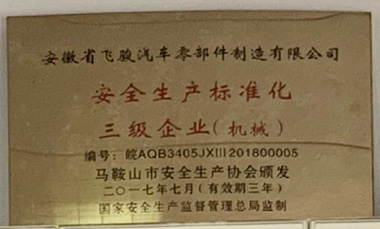 安徽省飞骏汽车零部件制造有限公司
安全生产标准化
三级企业(机械)
编号:皖AQB3405JXIII201800005
马鞍山市安全生产协会颁发
二〇一七年七月(有效期三年)
国家安全生产监督管理总局监制